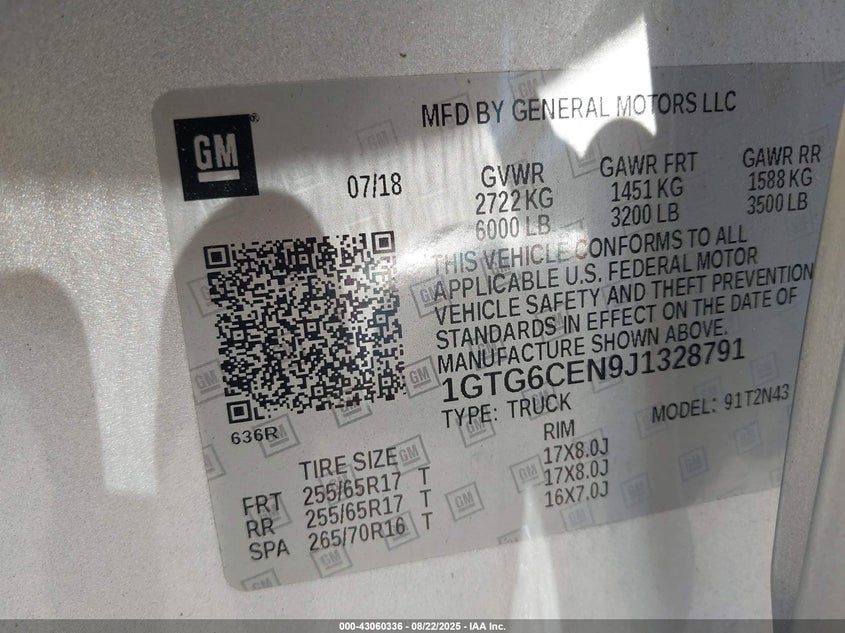 GM
MFD BY GENERAL MOTORS LLC
07/18
GVWR
2722 KG
6000 LB
GAWR FRT
1451 KG
3200 LB
GAWR RR
1588 KG
3500 LB
THIS VEHICLE CONFORMS TO ALL
APPLICABLE U.S. FEDERAL MOTOR
VEHICLE SAFETY AND THEFT PREVENTION
STANDARDS IN EFFECT ON THE DATE OF
MANUFACTURE SHOWN ABOVE.
1GTG6CEN9J1328791
TYPE: TRUCK
MODEL: 91T2N43
636R
TIRE SIZE
RIM
FRT 255/65R17 T 17X8.0J
RR 255/65R17 T 17X8.0J
SPA 265/70R16 T 16X7.0J
000-43060336 - 08/22/2025 - IAA Inc.